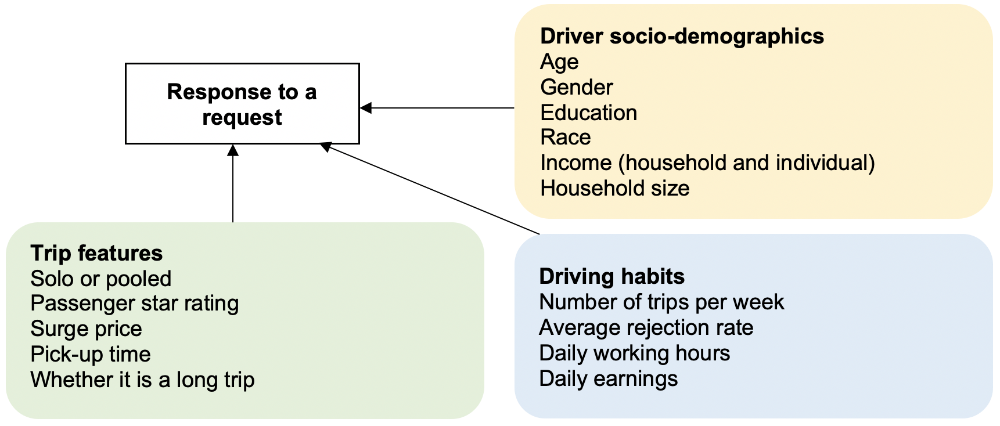 Response to a
request
Driver socio-demographics
Age
Gender
Education
Race
Income (household and individual)
Household size
Trip features
Solo or pooled
Passenger star rating
Surge price
Pick-up time
Whether it is a long trip
Driving habits
Number of trips per week
Average rejection rate
Daily working hours
Daily earnings